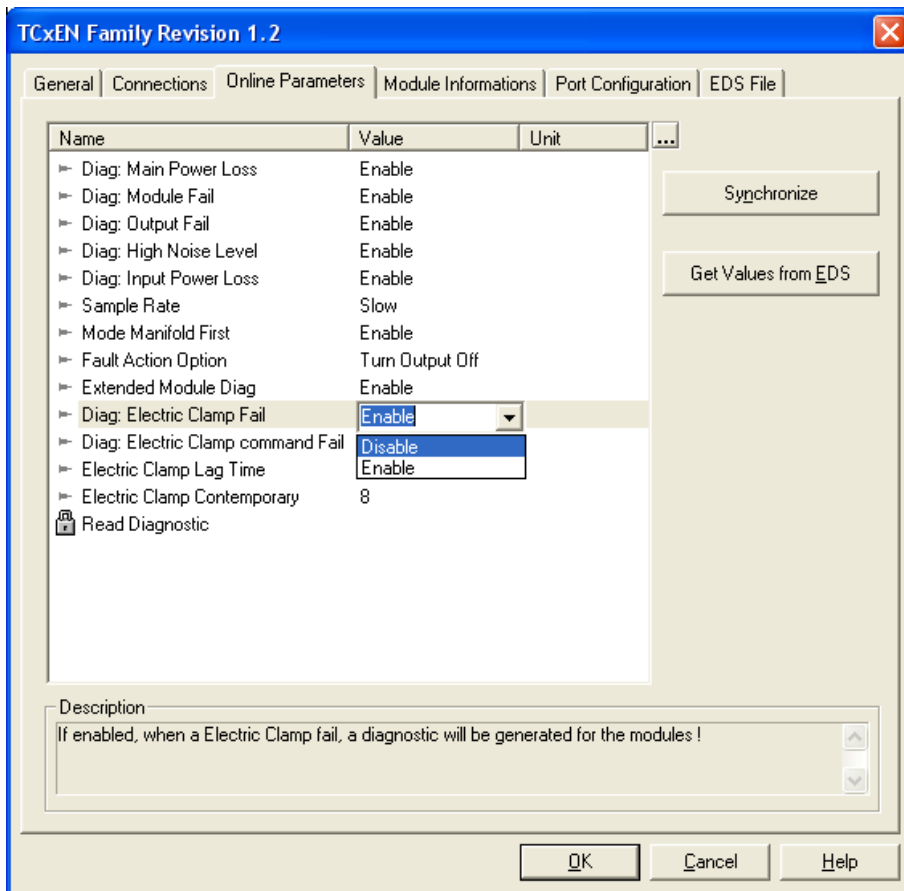 TCxEN Family Revision 1.2
General Connections Online Parameters Module Informations Port Configuration EDS File
Name Value Unit ...
Diag: Main Power Loss Enable
Diag: Module Fail Enable
Diag: Output Fail Enable
Diag: High Noise Level Enable
Diag: Input Power Loss Enable
Sample Rate Slow
Mode Manifold First Enable
Fault Action Option Turn Output Off
Extended Module Diag Enable
Diag: Electric Clamp Fail Enable
Diag: Electric Clamp command Fail Disable
Electric Clamp Lag Time Enable
Electric Clamp Contemporary 8
Read Diagnostic
Synchronize
Get Values from EDS
Description
If enabled, when a Electric Clamp fail, a diagnostic will be generated for the modules !
OK Cancel Help